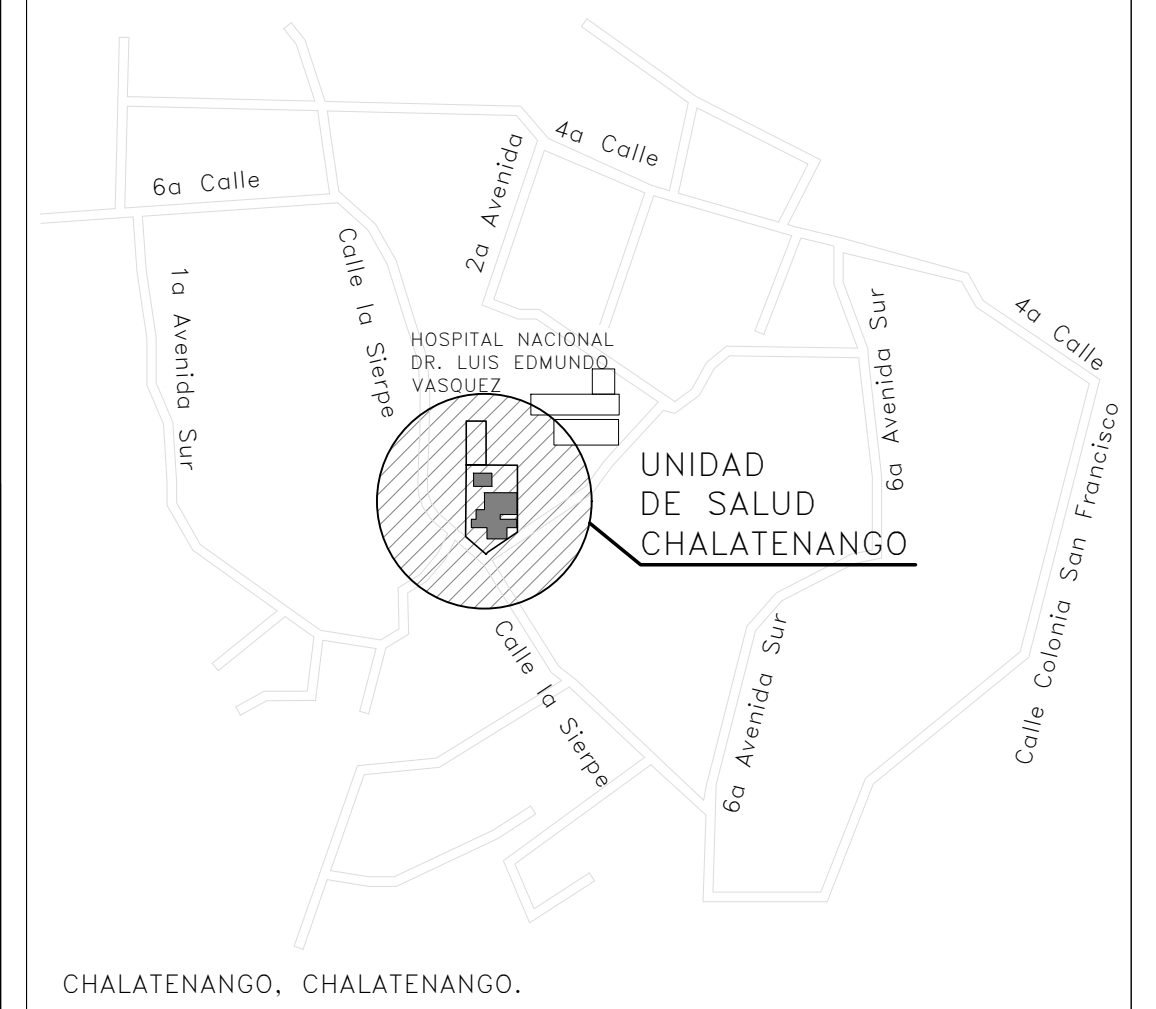 4a Calle
6a Calle
2a Avenida
Calle la Sierpe
1a Avenida Sur
6a Avenida Sur
4a Calle
HOSPITAL NACIONAL
DR. LUIS EDMUNDO
VASQUEZ
Calle Colonia San Francisco
UNIDAD
DE SALUD
CHALATENANGO
Calle la Sierpe
6a Avenida Sur
CHALATENANGO, CHALATENANGO.